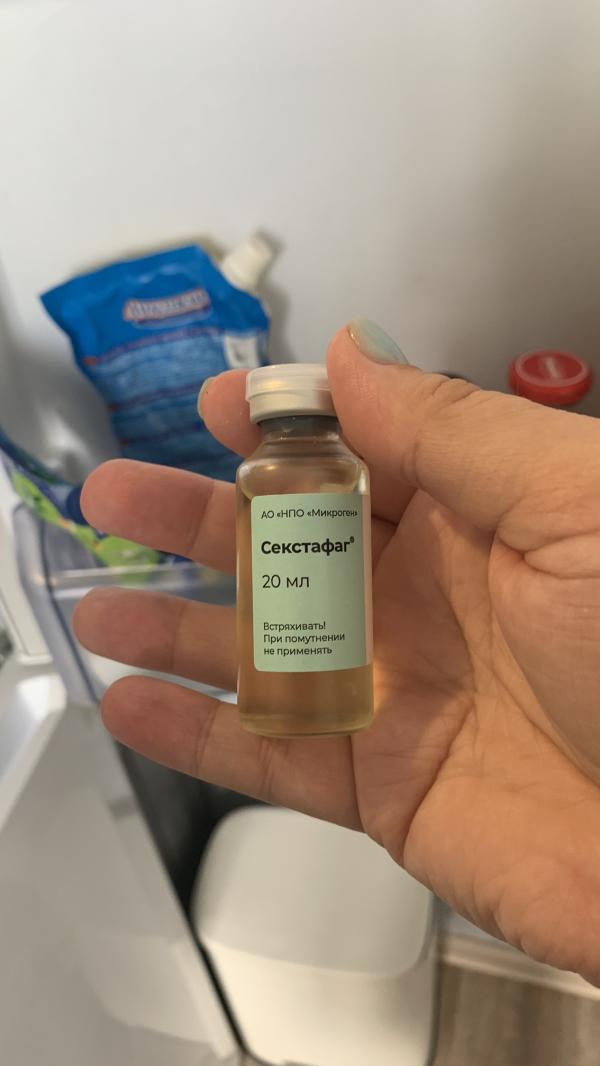 АО «НПО «Микроген»
Секстафаг®
20 мл
Встряхивать!
При помутнении
не применять